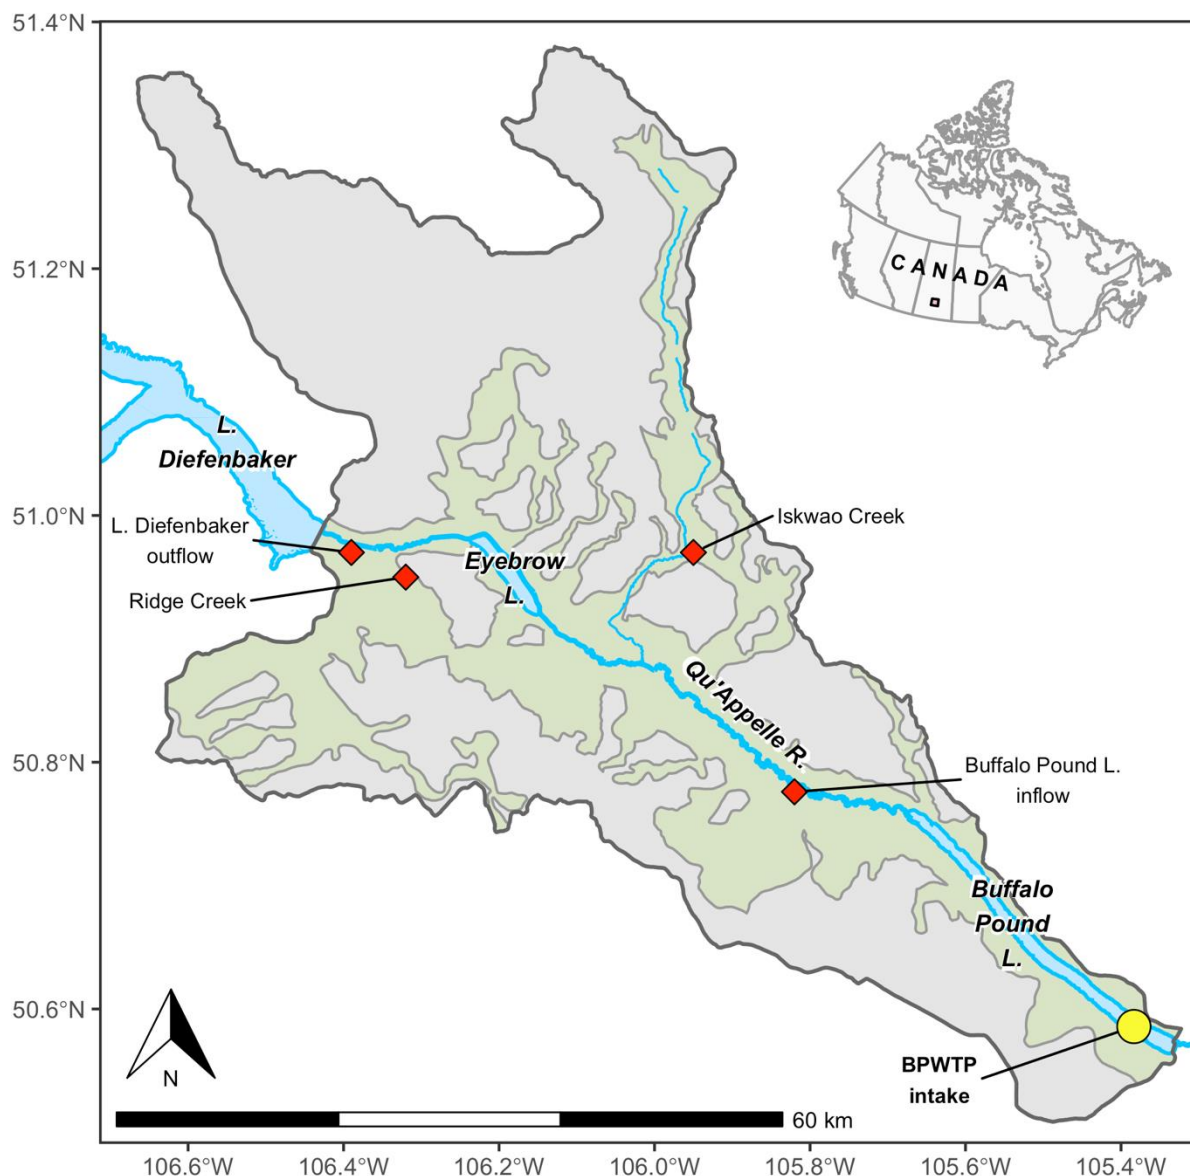 51.4°N
51.2°N
51.0°N
50.8°N
50.6°N
CANADA
L.
Diefenbaker
L. Diefenbaker
outflow
Ridge Creek
Eyebrow
L.
Iskwao Creek
Qu'Appelle R.
Buffalo Pound L.
inflow
Buffalo
Pound
L.
BPWTP
intake
N
60 km
106.6°W
106.4°W
106.2°W
106.0°W
105.8°W
105.6°W
105.4°W